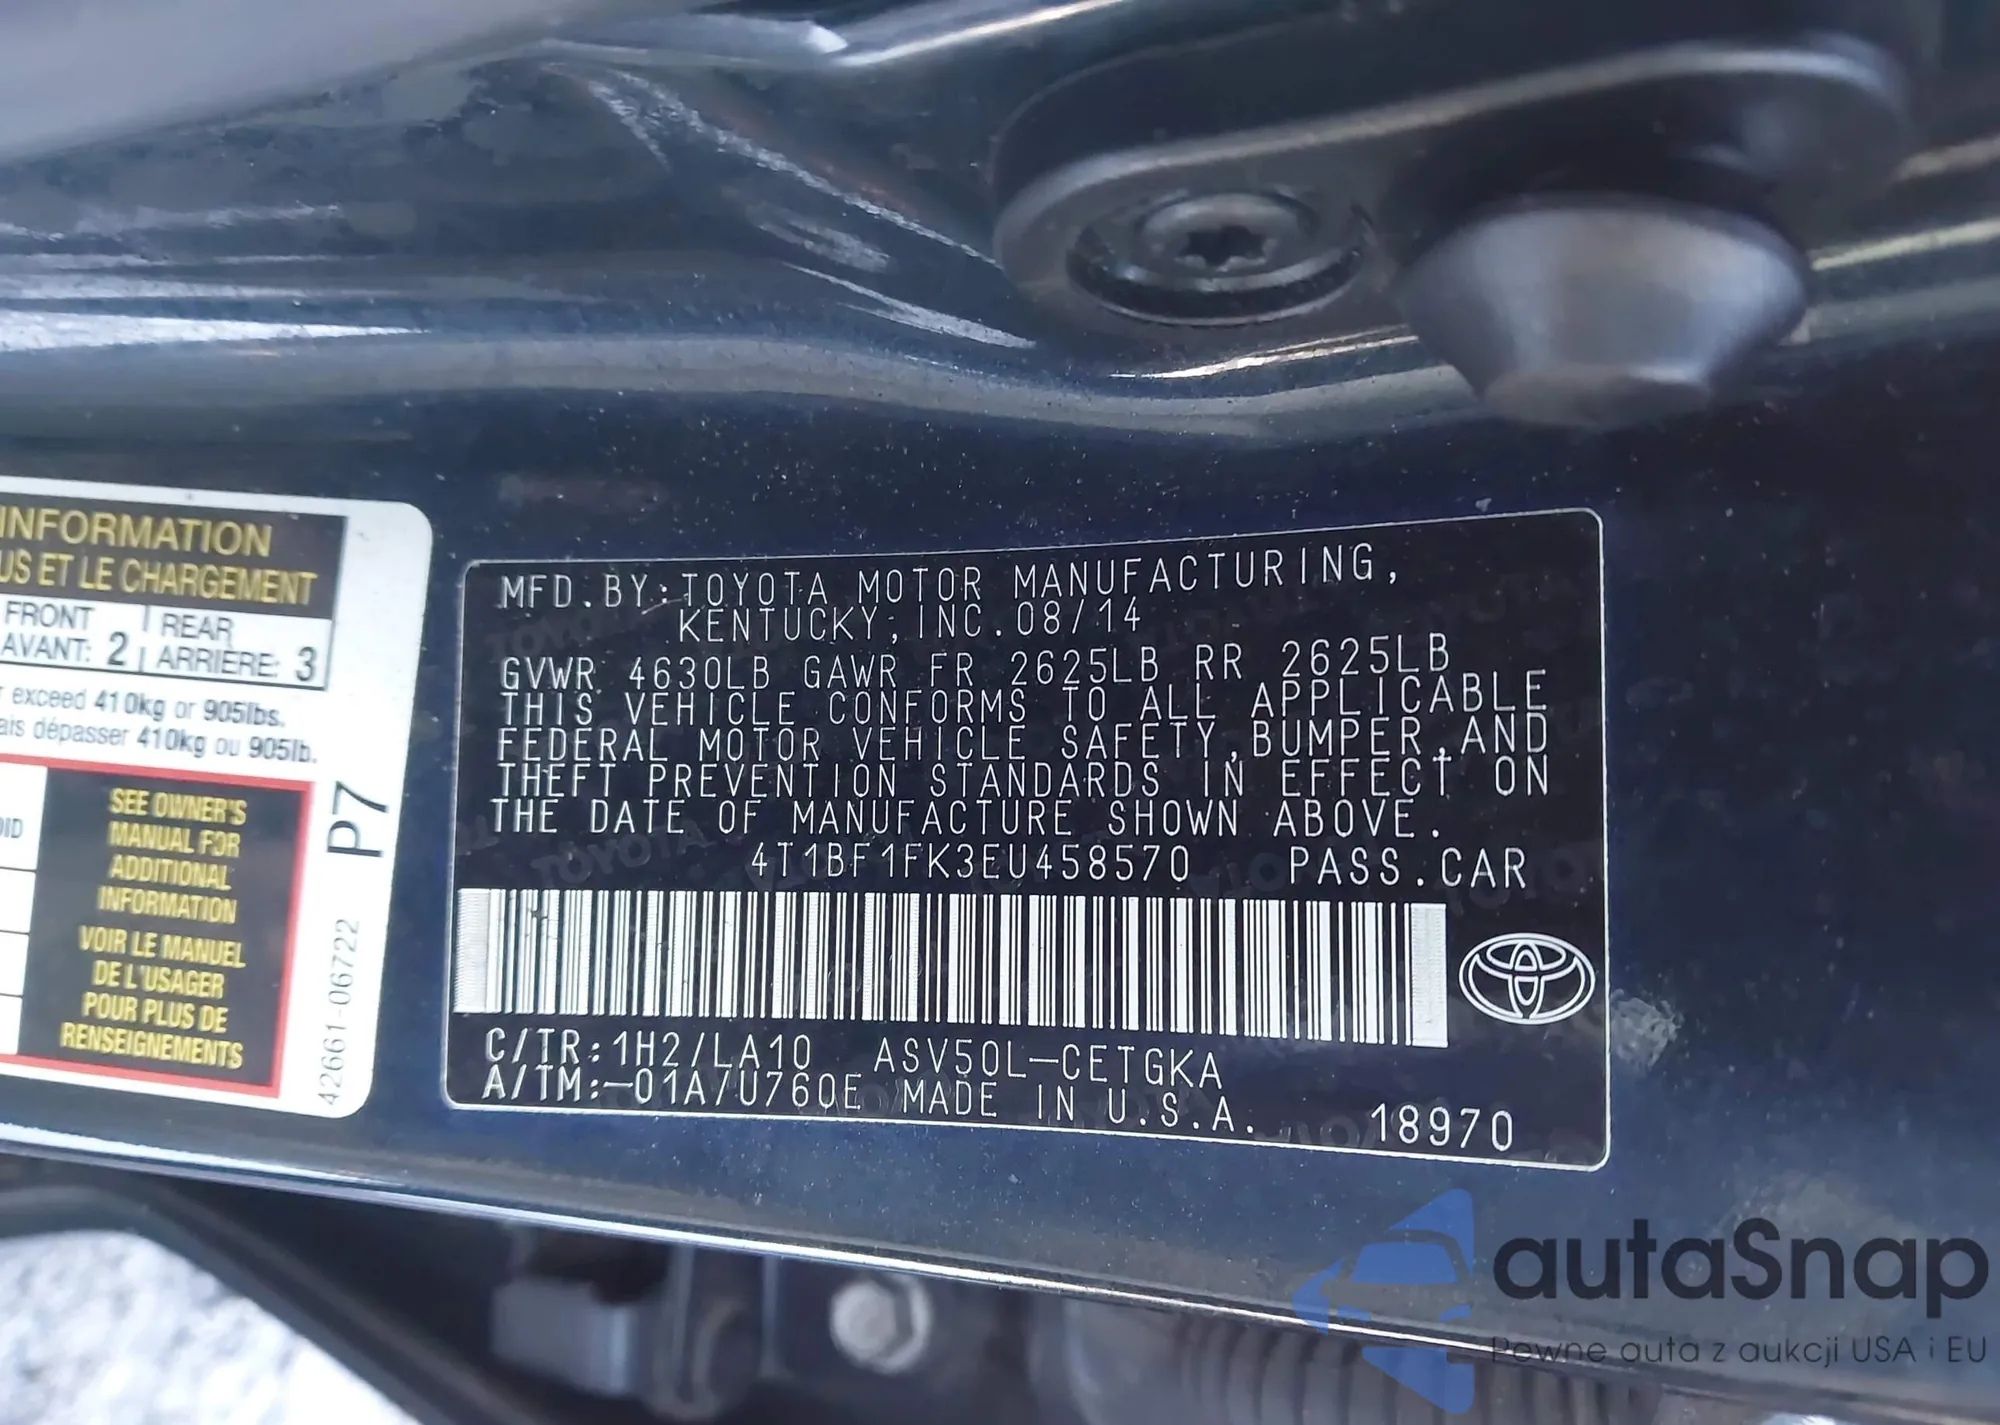 INFORMATION
US ET LE CHARGEMENT
FRONT REAR
AVANT: 2 ARRIÈRE: 3
exceed 410kg or 905lbs.
ais dépasser 410kg ou 905lb.
SEE OWNER'S
MANUAL FOR
ADDITIONAL
INFORMATION
VOIR LE MANUEL
DE L'USAGER
POUR PLUS DE
RENSEIGNEMENTS
P7
42661-06722
MFD.BY:TOYOTA MOTOR MANUFACTURING,
KENTUCKY,INC.08/14
GVWR 4630LB GAWR FR 2625LB RR 2625LB
THIS VEHICLE CONFORMS TO ALL APPLICABLE
FEDERAL MOTOR VEHICLE SAFETY,BUMPER,AND
THEFT PREVENTION STANDARDS IN EFFECT ON
THE DATE OF MANUFACTURE SHOWN ABOVE.
4T1BF1FK3EU458570 PASS.CAR
C/TR:1H2/LA10 ASV50L-CETGKA
A/TM:-01A/U760E MADE IN U.S.A.
18970
autaSnap
Pewne auta z aukcji USA i EU